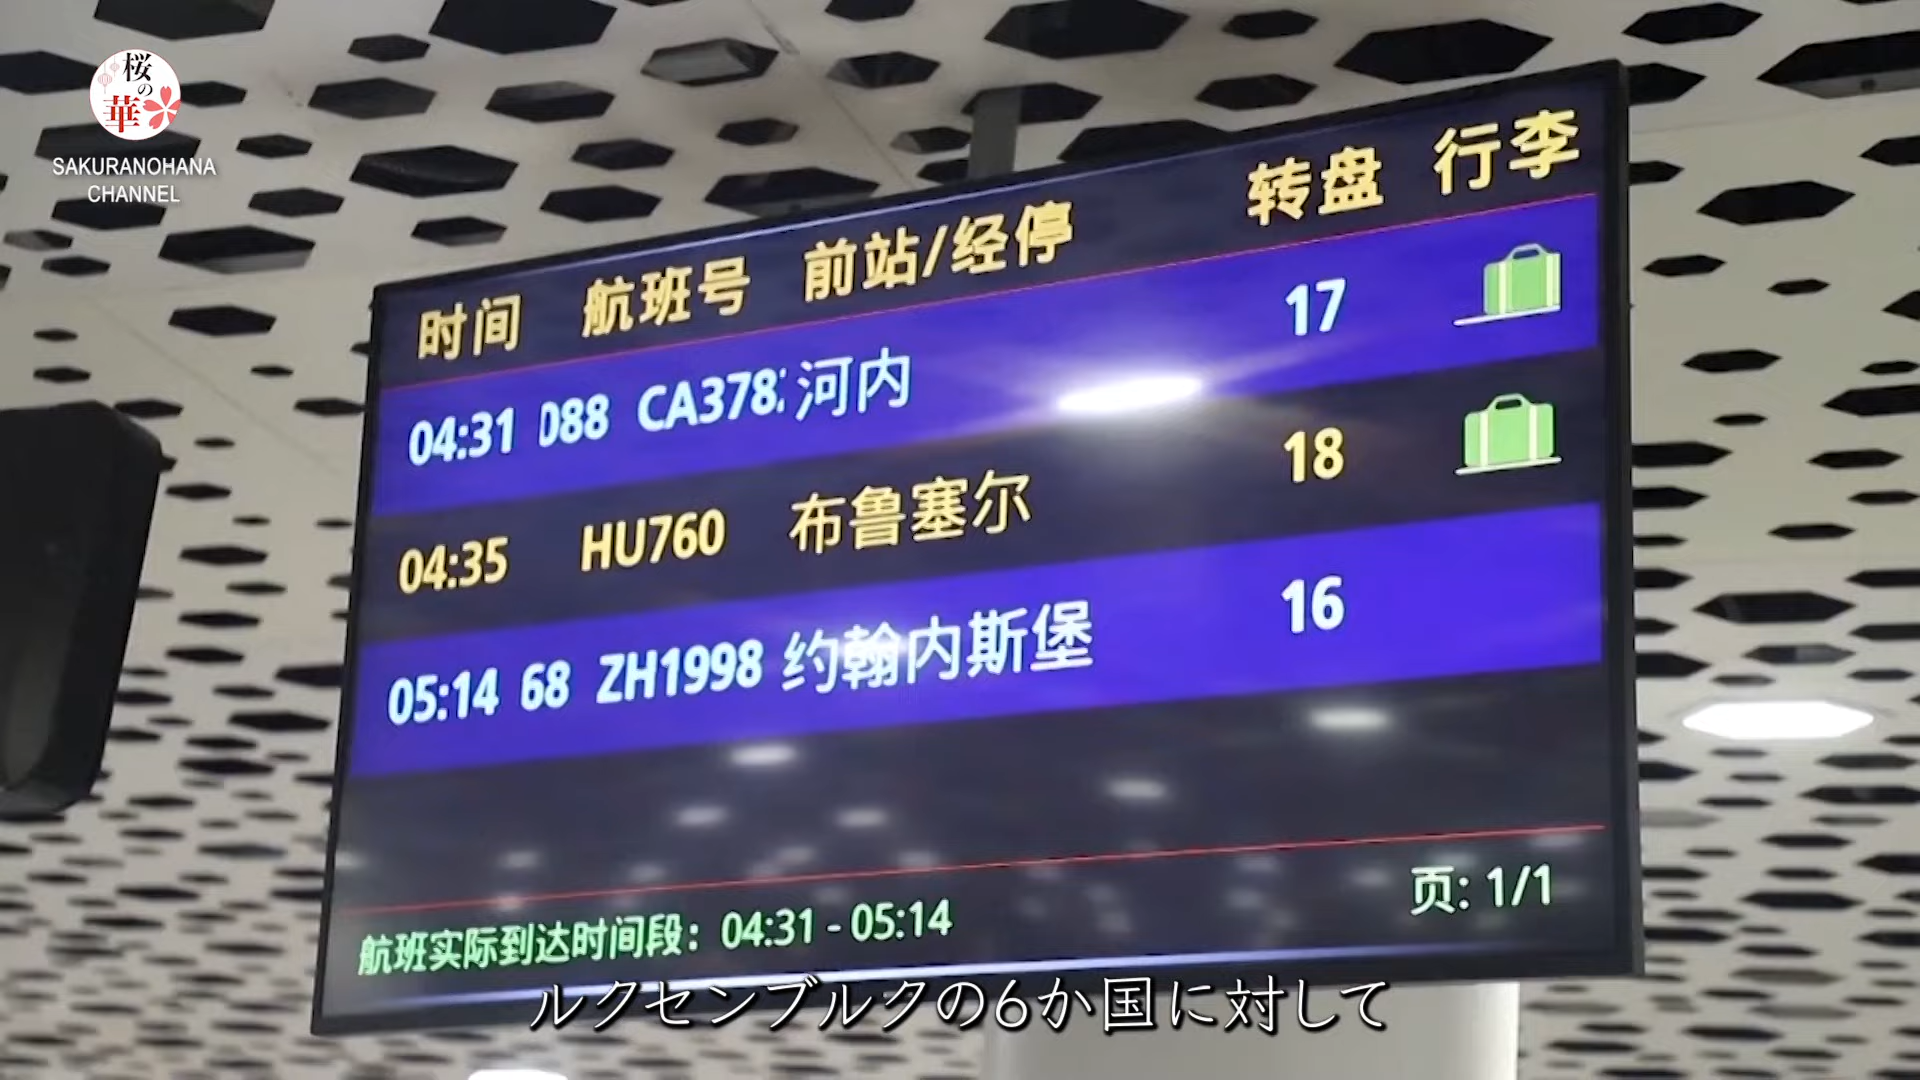 桜の華
SAKURANOHANA
CHANNEL
时间 航班号 前站/经停 转盘 行李
04:31 088 CA378 河内 17
04:35 HU760 布鲁塞尔 18
05:14 68 ZH1998 约翰内斯堡 16
航班实际到达时间段: 04:31 - 05:14 页: 1/1
ルクセンブルクの6か国に対して